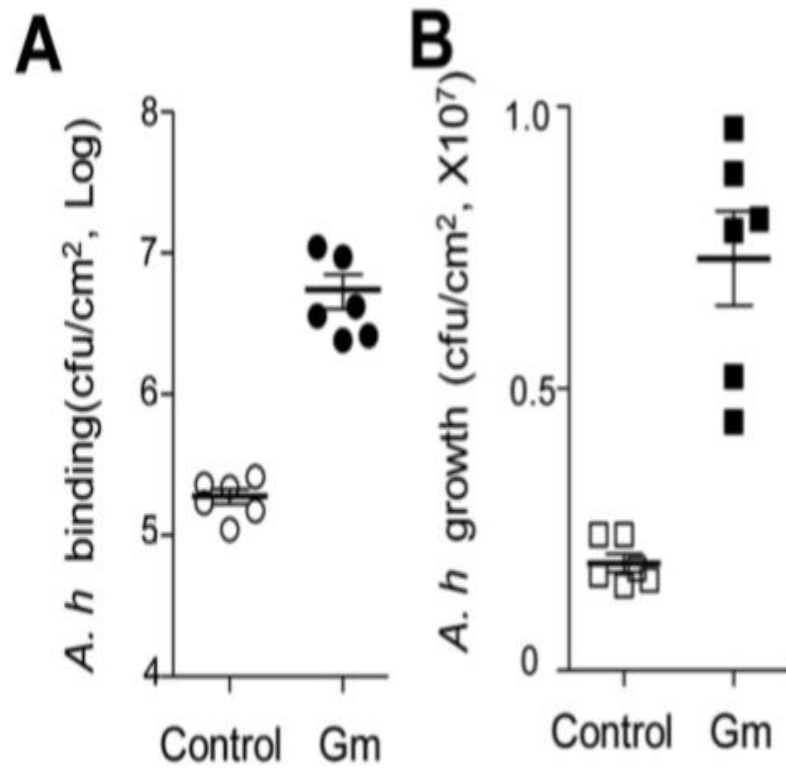 A
A. h binding(cfu/cm², Log)
8
7
6
5
4
Control Gm
B
A. h growth (cfu/cm², X10⁷)
1.0
0.5
0
Control Gm